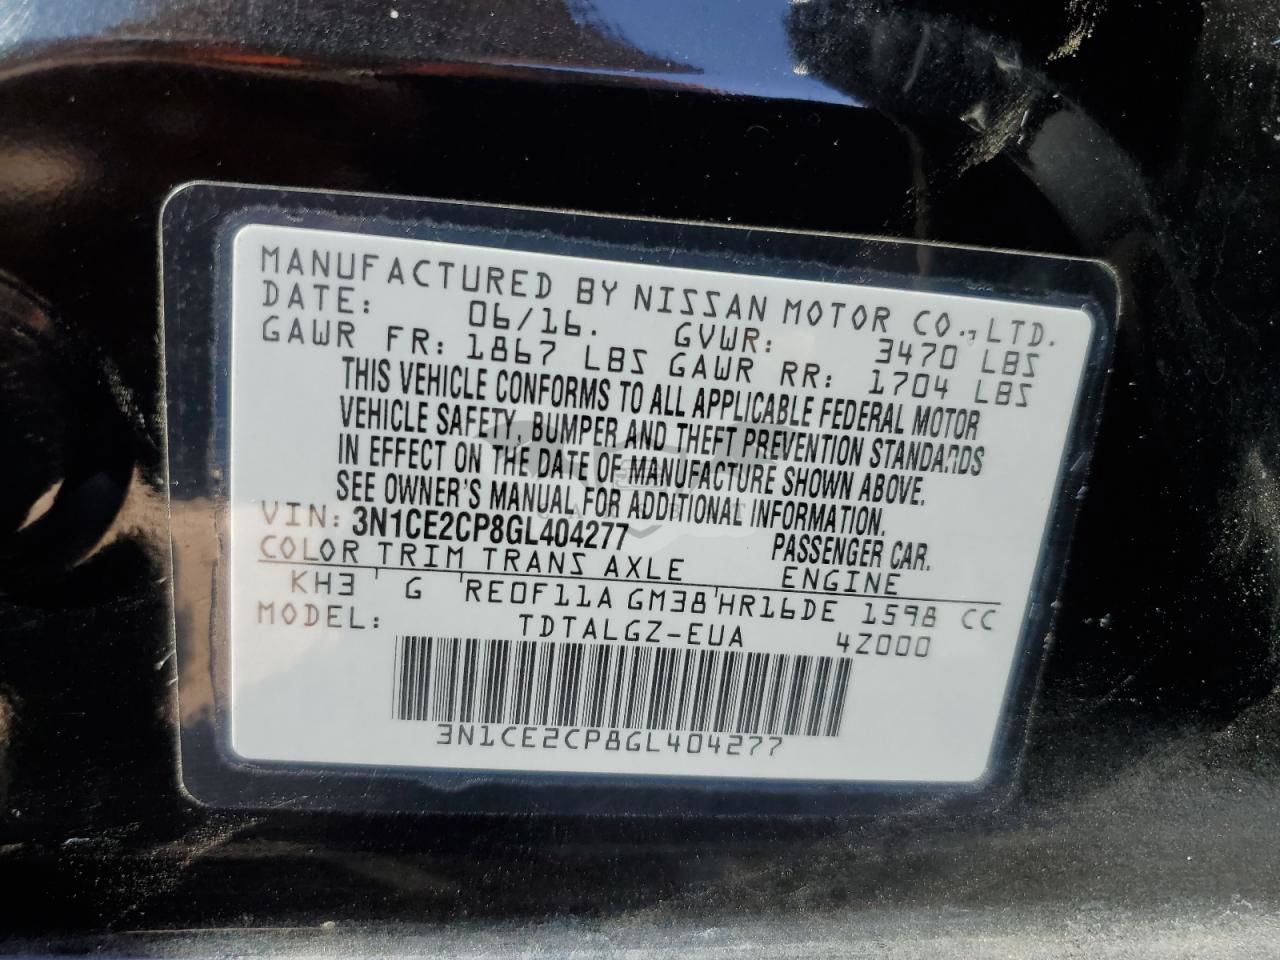 MANUFACTURED BY NISSAN MOTOR CO., LTD.
DATE: 06/16. GVWR: 3470 LBS
GAWR FR: 1867 LBS GAWR RR: 1704 LBS
THIS VEHICLE CONFORMS TO ALL APPLICABLE FEDERAL MOTOR
VEHICLE SAFETY, BUMPER AND THEFT PREVENTION STANDARDS
IN EFFECT ON THE DATE OF MANUFACTURE SHOWN ABOVE.
SEE OWNER'S MANUAL FOR ADDITIONAL INFORMATION.
VIN: 3N1CE2CP8GL404277 PASSENGER CAR.
COLOR TRIM TRANS AXLE ENGINE
KH3 ' G 'RE0F11A GM38'HR16DE 1598 CC
MODEL: TDTALGZ-EUA 4Z000
3N1CE2CP8GL404277